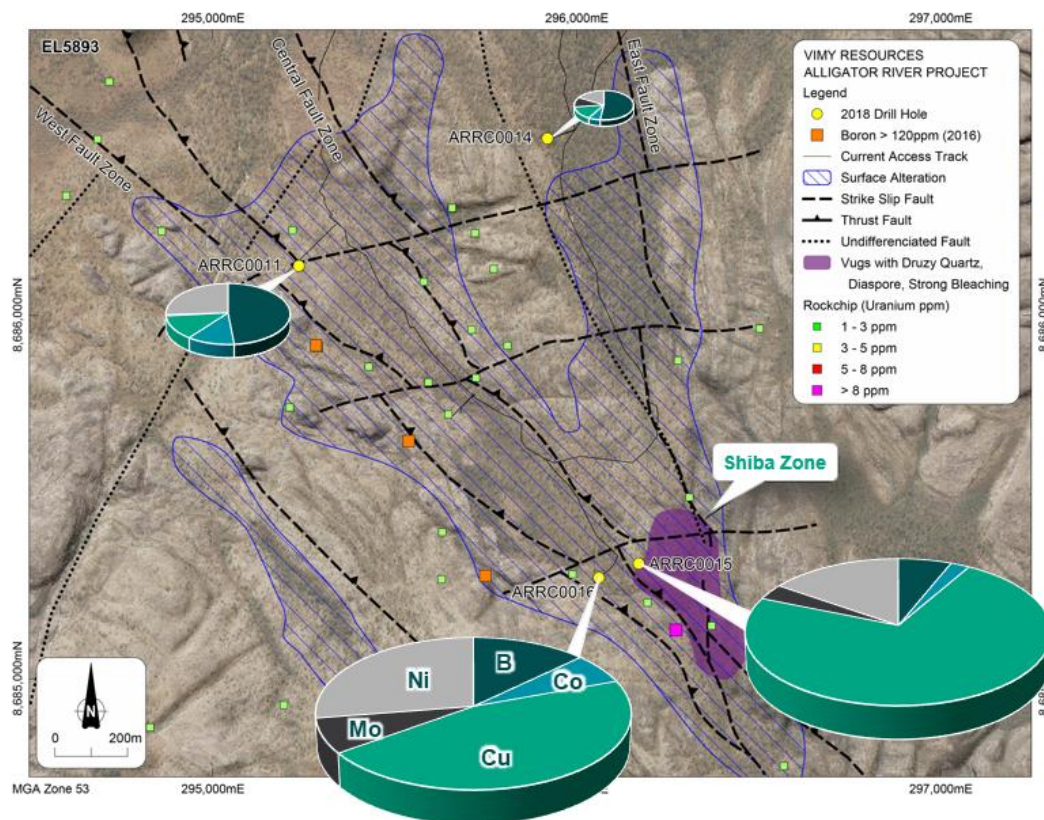 295,000mE
296,000mE
297,000mE
EL5893
West Fault Zone
Central Fault Zone
East Fault Zone
VIMY RESOURCES
ALLIGATOR RIVER PROJECT
Legend
2018 Drill Hole
Boron > 120ppm (2016)
Current Access Track
Surface Alteration
Strike Slip Fault
Thrust Fault
Undifferenciated Fault
Vugs with Druzy Quartz,
Diaspore, Strong Bleaching
Rockchip (Uranium ppm)
1 - 3 ppm
3 - 5 ppm
5 - 8 ppm
> 8 ppm
ARRC0014
ARRC0011
8,686,000mN
8,686,000mN
Shiba Zone
ARRC0015
ARRC0016
8,685,000mN
B
Co
Cu
Mo
Ni
N
0
200m
MGA Zone 53
295,000mE
297,000mE